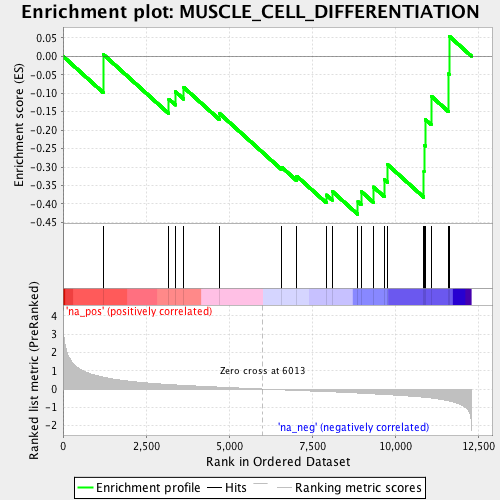 Enrichment plot: MUSCLE_CELL_DIFFERENTIATION
Enrichment score (ES)
0.05
0.00
-0.05
-0.10
-0.15
-0.20
-0.25
-0.30
-0.35
-0.40
-0.45
'na_pos' (positively correlated)
Ranked list metric (PreRanked)
4
3
2
1
0
-1
-2
Zero cross at 6013
'na_neg' (negatively correlated)
0
2,500
5,000
7,500
10,000
12,500
Rank in Ordered Dataset
Enrichment profile
Hits
Ranking metric scores